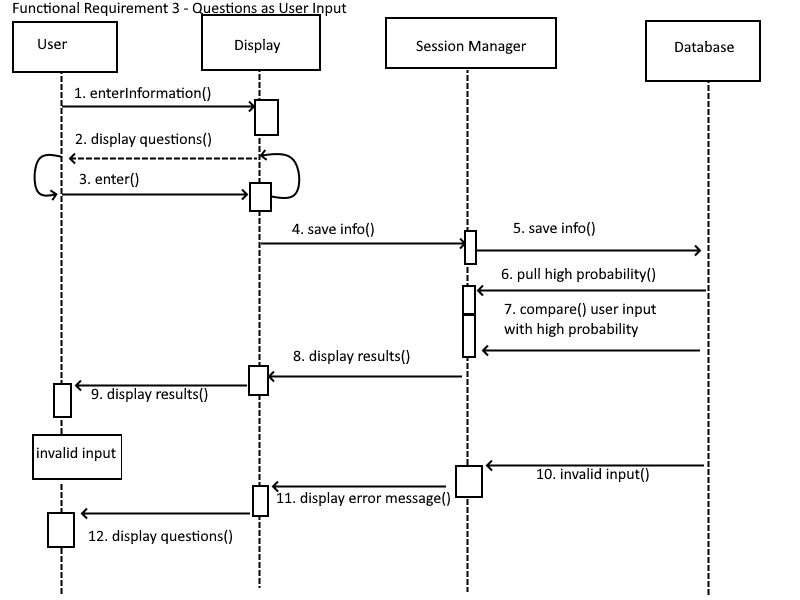 Functional Requirement 3 - Questions as User Input
User
Display
Session Manager
Database
1. enterInformation()
2. display questions()
3. enter()
4. save info()
5. save info()
6. pull high probability()
7. compare() user input
with high probability
8. display results()
9. display results()
invalid input
10. invalid input()
11. display error message()
12. display questions()